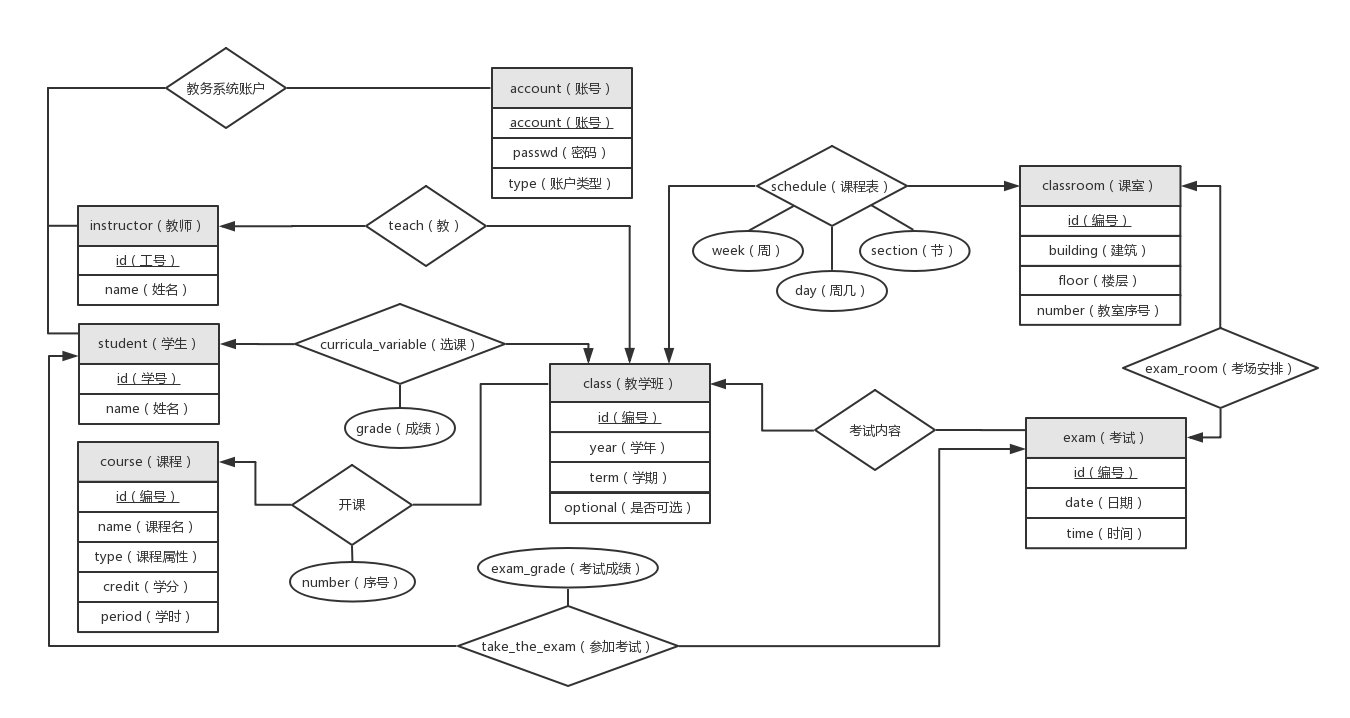 教务系统账户
account（账号）
account（账号）
passwd（密码）
type（账户类型）
instructor（教师）
id（工号）
name（姓名）
teach（教）
schedule（课程表）
week（周）
day（周几）
section（节）
classroom（课室）
id（编号）
building（建筑）
floor（楼层）
number（教室序号）
student（学生）
id（学号）
name（姓名）
curricula_variable（选课）
grade（成绩）
class（教学班）
id（编号）
year（学年）
term（学期）
optional（是否可选）
exam_room（考场安排）
考试内容
exam（考试）
id（编号）
date（日期）
time（时间）
course（课程）
id（编号）
name（课程名）
type（课程属性）
credit（学分）
period（学时）
开课
number（序号）
exam_grade（考试成绩）
take_the_exam（参加考试）